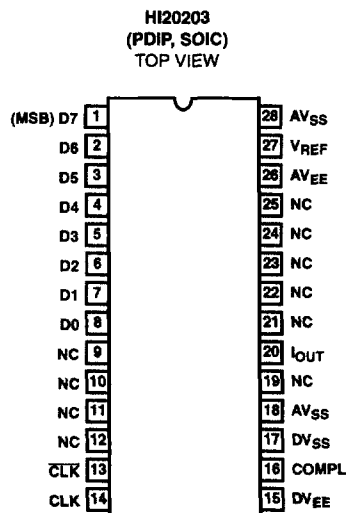 HI20203
(PDIP, SOIC)
TOP VIEW
(MSB) D7 1 28 AVSS
D6 2 27 VREF
D5 3 26 AVEE
D4 4 25 NC
D3 5 24 NC
D2 6 23 NC
D1 7 22 NC
D0 8 21 NC
NC 9 20 IOUT
NC 10 19 NC
NC 11 18 AVSS
NC 12 17 DVSS
C̅L̅K̅ 13 16 COMPL
CLK 14 15 DVEE